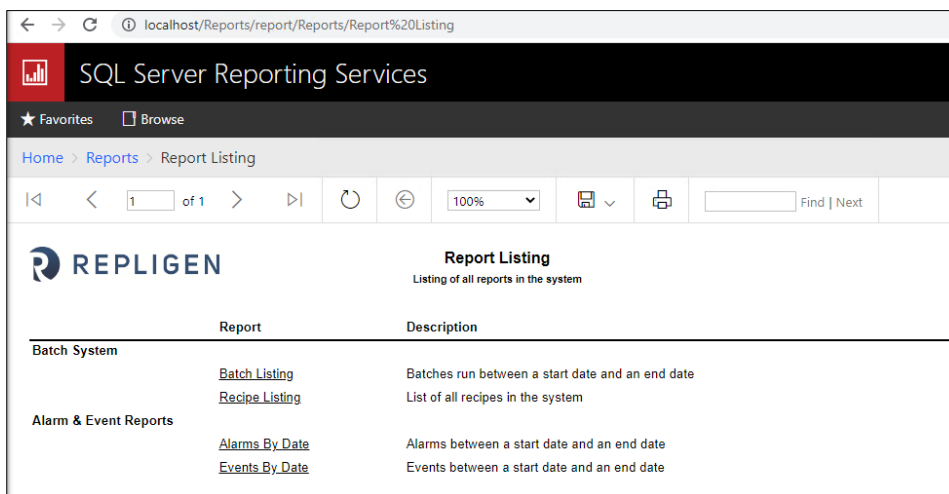 localhost/Reports/report/Reports/Report%20Listing
SQL Server Reporting Services
Favorites Browse
Home > Reports > Report Listing
1 of 1 100% Find | Next
REPLIGEN
Report Listing
Listing of all reports in the system
Report Description
Batch System
Batch Listing Batches run between a start date and an end date
Recipe Listing List of all recipes in the system
Alarm & Event Reports
Alarms By Date Alarms between a start date and an end date
Events By Date Events between a start date and an end date